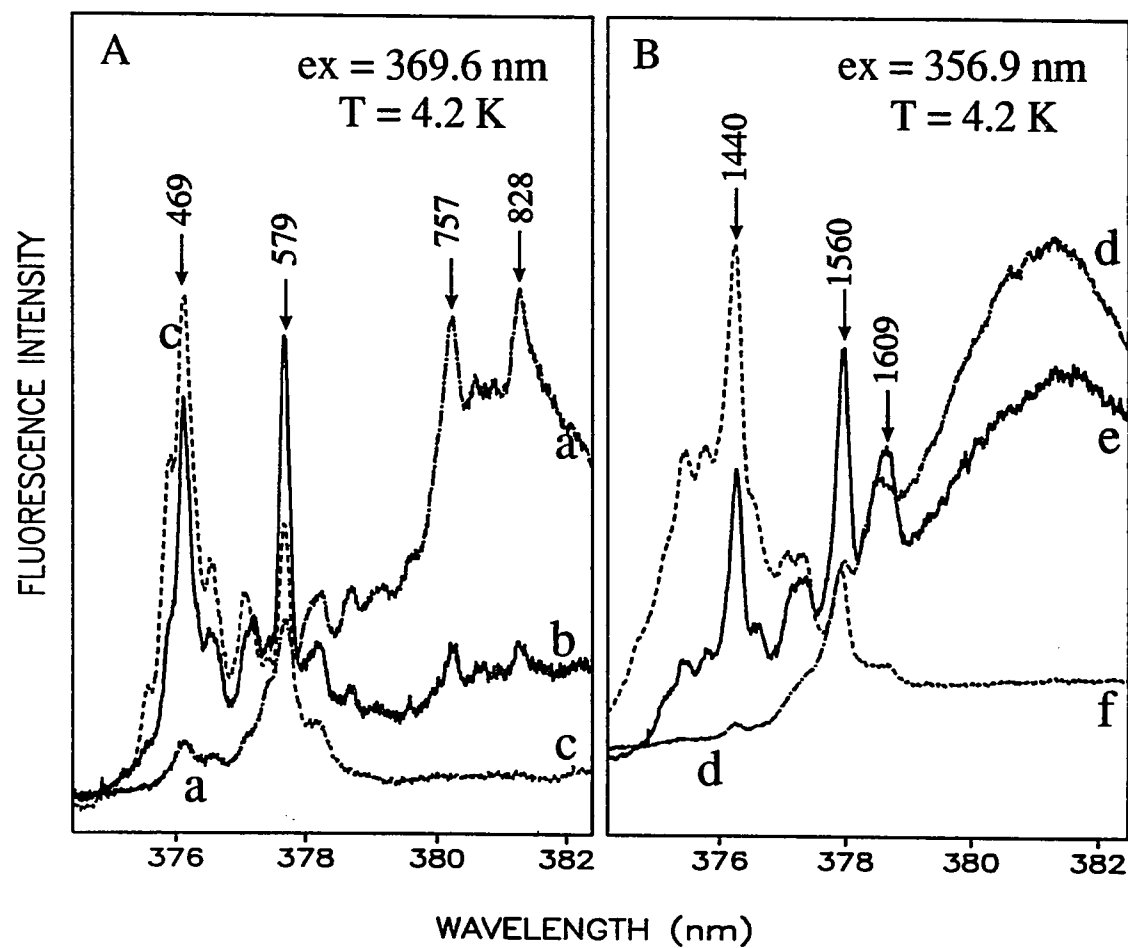 FLUORESCENCE INTENSITY
A
ex = 369.6 nm
T = 4.2 K
469
579
757
828
c
a
b
c
a
376
378
380
382
B
ex = 356.9 nm
T = 4.2 K
1440
1560
1609
d
e
f
d
376
378
380
382
WAVELENGTH (nm)